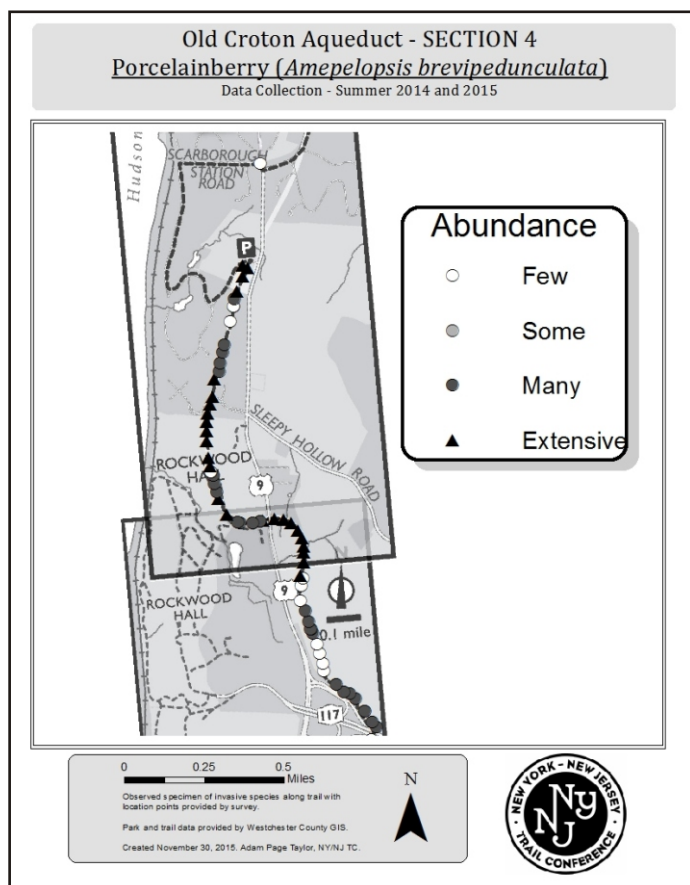 Old Croton Aqueduct - SECTION 4
Porcelainberry (Amepelopsis brevipedunculata)
Data Collection - Summer 2014 and 2015
Hudson
SCARBOROUGH
STATION
ROAD
P
SLEEPY HOLLOW ROAD
ROCKWOOD
HALL
9
N
9
ROCKWOOD
HALL
0.1 mile
117
Abundance
Few
Some
Many
Extensive
0 0.25 0.5
Miles
Observed specimen of invasive species along trail with
location points provided by survey.
Park and trail data provided by Westchester County GIS.
Created November 30, 2015. Adam Page Taylor, NY/NJ TC.
N
NEW YORK - NEW JERSEY
NY
NJ
TRAIL CONFERENCE